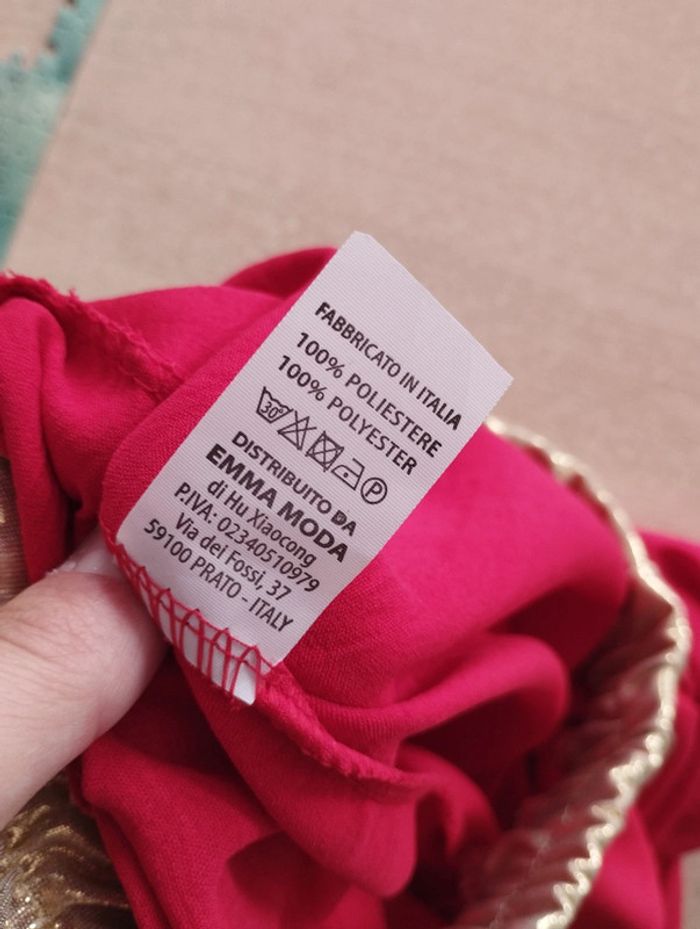 FABBRICATO IN ITALIA
100% POLIESTERE
100% POLYESTER
30° P
DISTRIBUITO DA
EMMA MODA
di Hu Xiaocong
P.IVA: 02340510979
Via dei Fossi, 37
59100 PRATO - ITALY